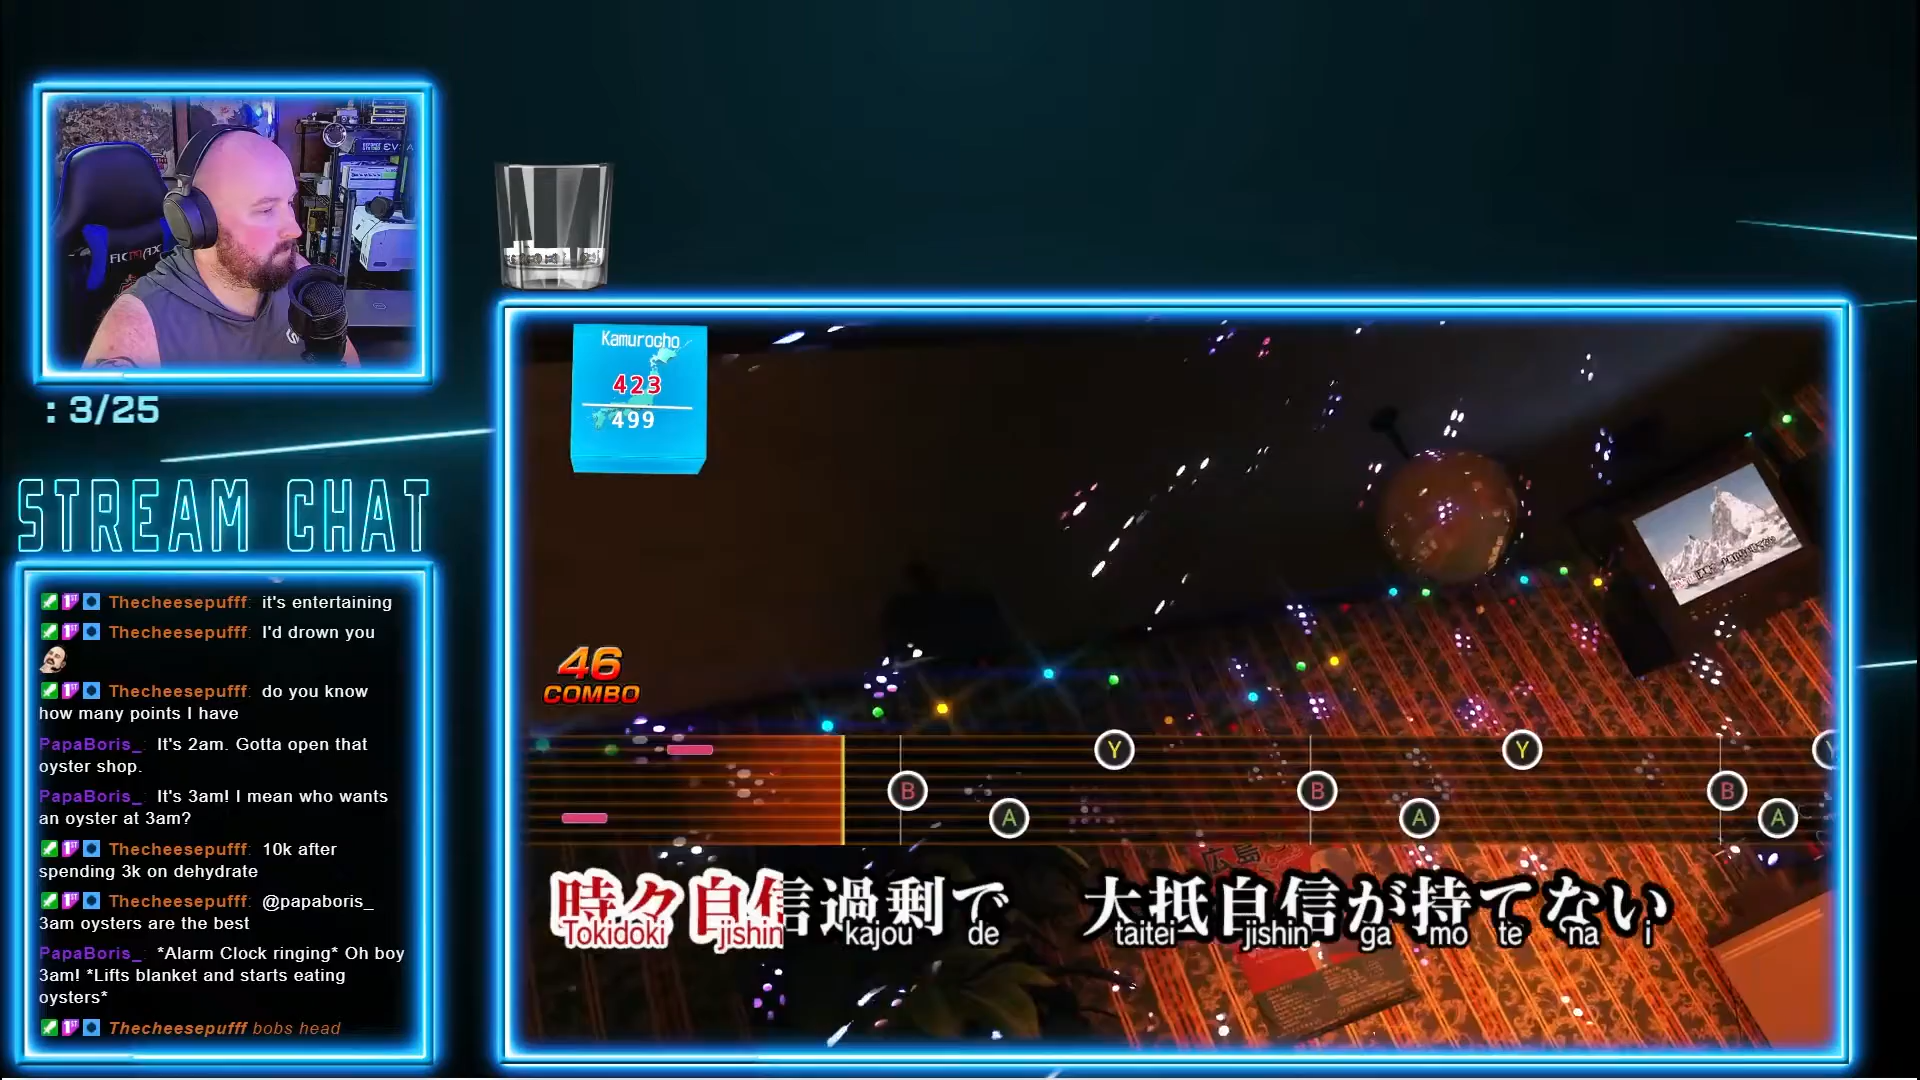 EVGA
FICMAX
: 3/25
STREAM CHAT
Thecheesepufff: it's entertaining
Thecheesepufff: I'd drown you
Thecheesepufff: do you know
how many points I have
PapaBoris_: It's 2am. Gotta open that
oyster shop.
PapaBoris_: It's 3am! I mean who wants
an oyster at 3am?
Thecheesepufff: 10k after
spending 3k on dehydrate
Thecheesepufff: @papaboris_
3am oysters are the best
PapaBoris_: *Alarm Clock ringing* Oh boy
3am! *Lifts blanket and starts eating
oysters*
Thecheesepufff bobs head
Kamurocho
423
499
46
COMBO
Y Y Y
B B B
A A A
広島
時々自信過剰で 大抵自信が持てない
Tokidoki jishin kajou de taitei jishin ga mo te na i